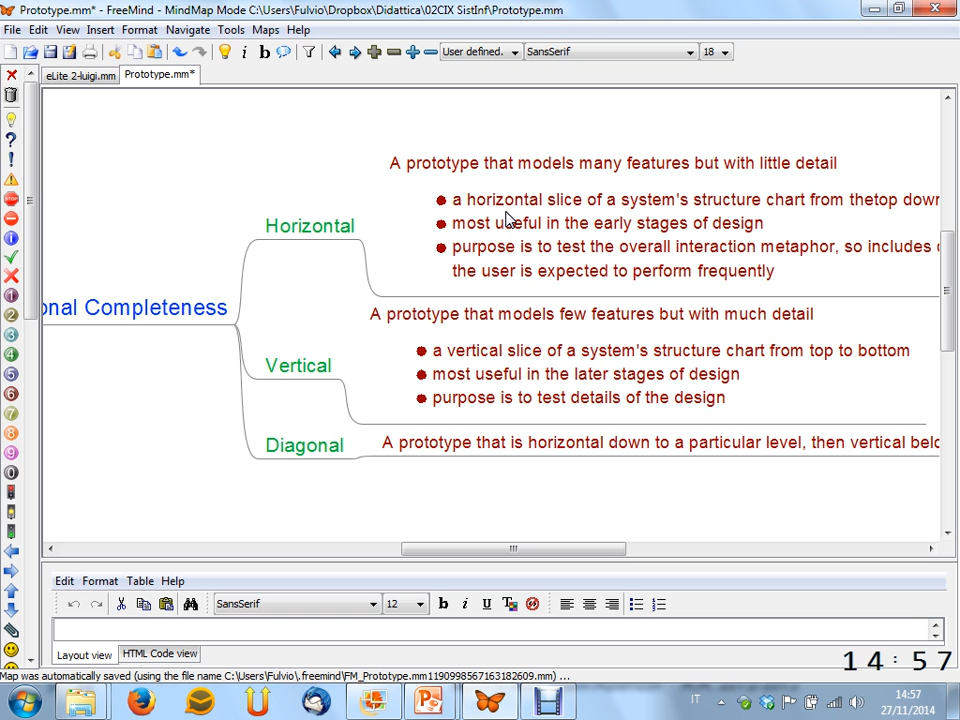 Prototype.mm* - FreeMind - MindMap Mode C:\Users\Fulvio\Dropbox\Didattica\02CIX SistInf\Prototype.mm
File Edit View Insert Format Navigate Tools Maps Help
User defined. SansSerif 18
eLite 2-luigi.mm Prototype.mm*
A prototype that models many features but with little detail
a horizontal slice of a system's structure chart from thetop down
Horizontal
most useful in the early stages of design
purpose is to test the overall interaction metaphor, so includes
the user is expected to perform frequently
onal Completeness
A prototype that models few features but with much detail
a vertical slice of a system's structure chart from top to bottom
Vertical
most useful in the later stages of design
purpose is to test details of the design
Diagonal
A prototype that is horizontal down to a particular level, then vertical belo
Edit Format Table Help
SansSerif 12 b i U
Layout view HTML Code view
14:57
Map was automatically saved (using the file name C:\Users\Fulvio\.freemind\FM_Prototype.mm1190998567163182609.mm) ...
IT
14:57
27/11/2014